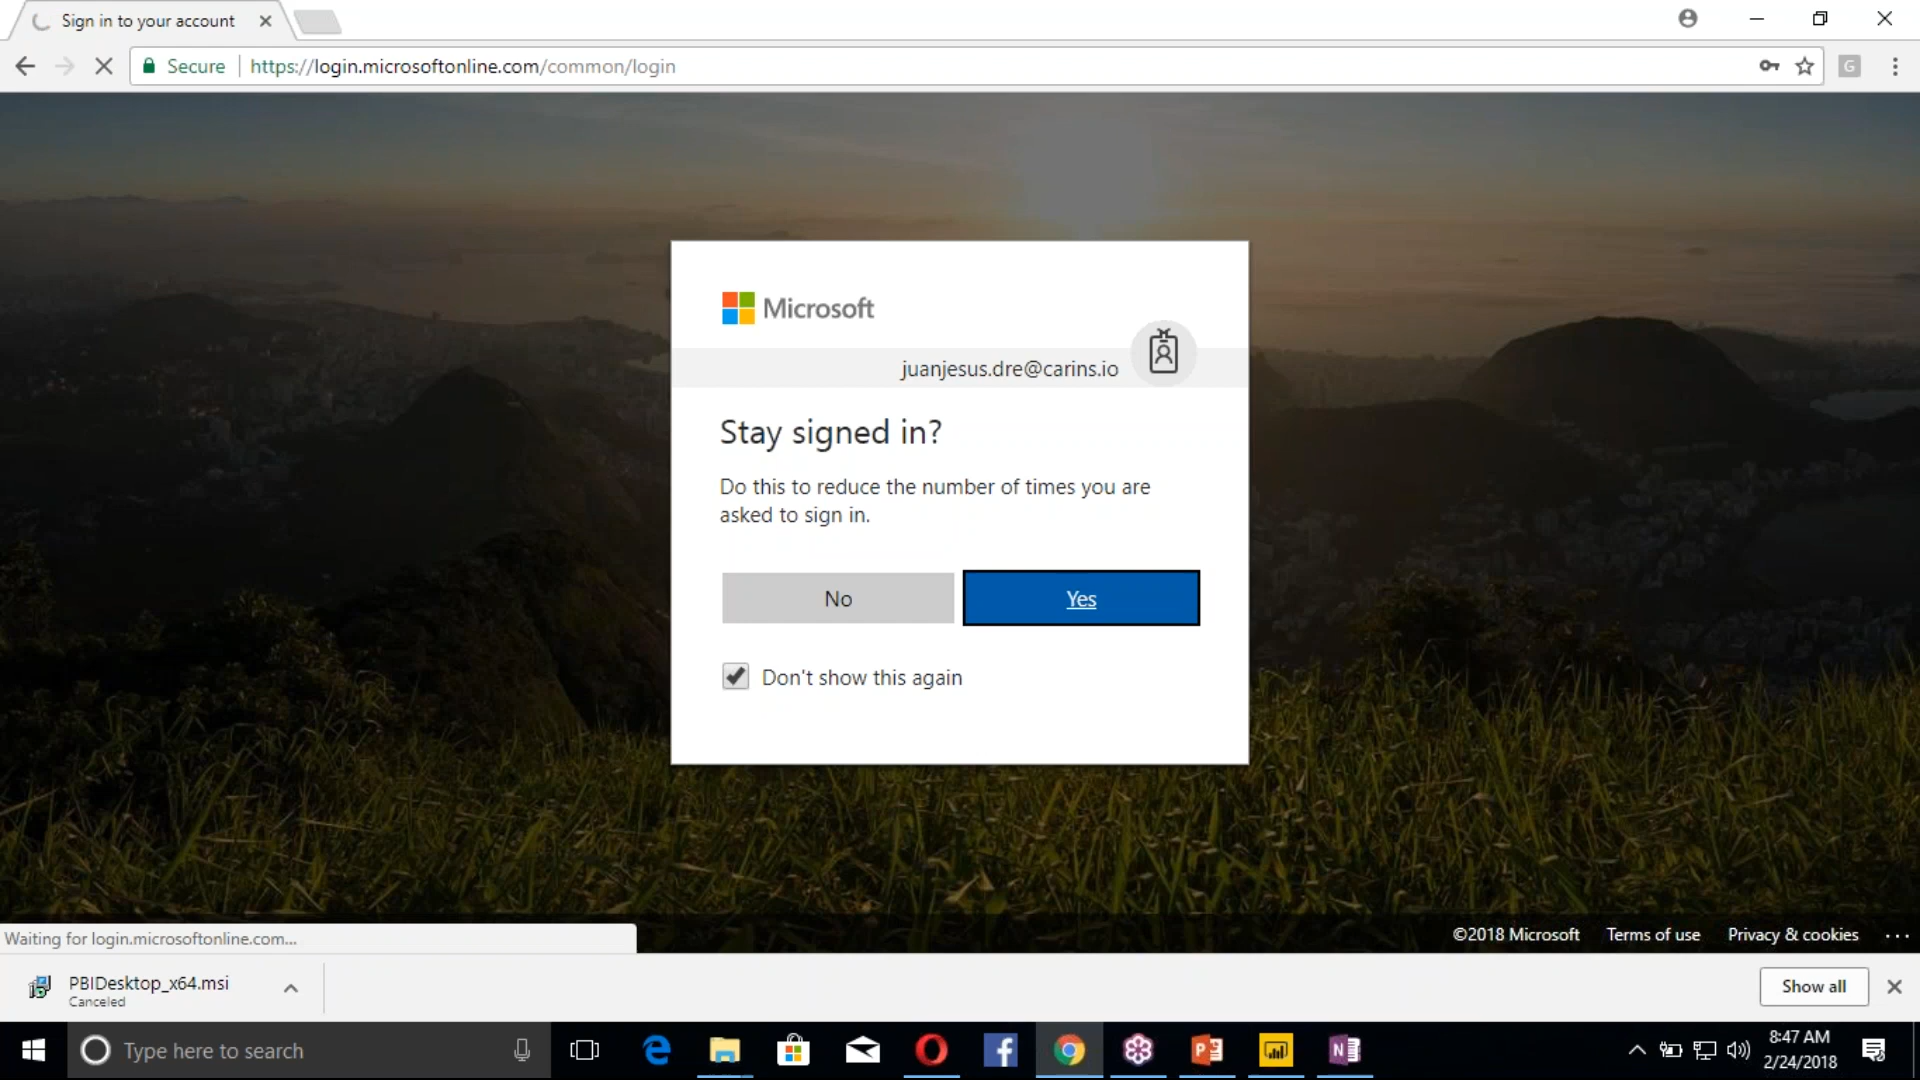 Sign in to your account
Secure
https://login.microsoftonline.com/common/login
G
Microsoft
juanjesus.dre@carins.io
Stay signed in?
Do this to reduce the number of times you are
asked to sign in.
No
Yes
Don't show this again
Waiting for login.microsoftonline.com...
©2018 Microsoft
Terms of use
Privacy & cookies
...
PBIDesktop_x64.msi
Canceled
Show all
Type here to search
8:47 AM
2/24/2018